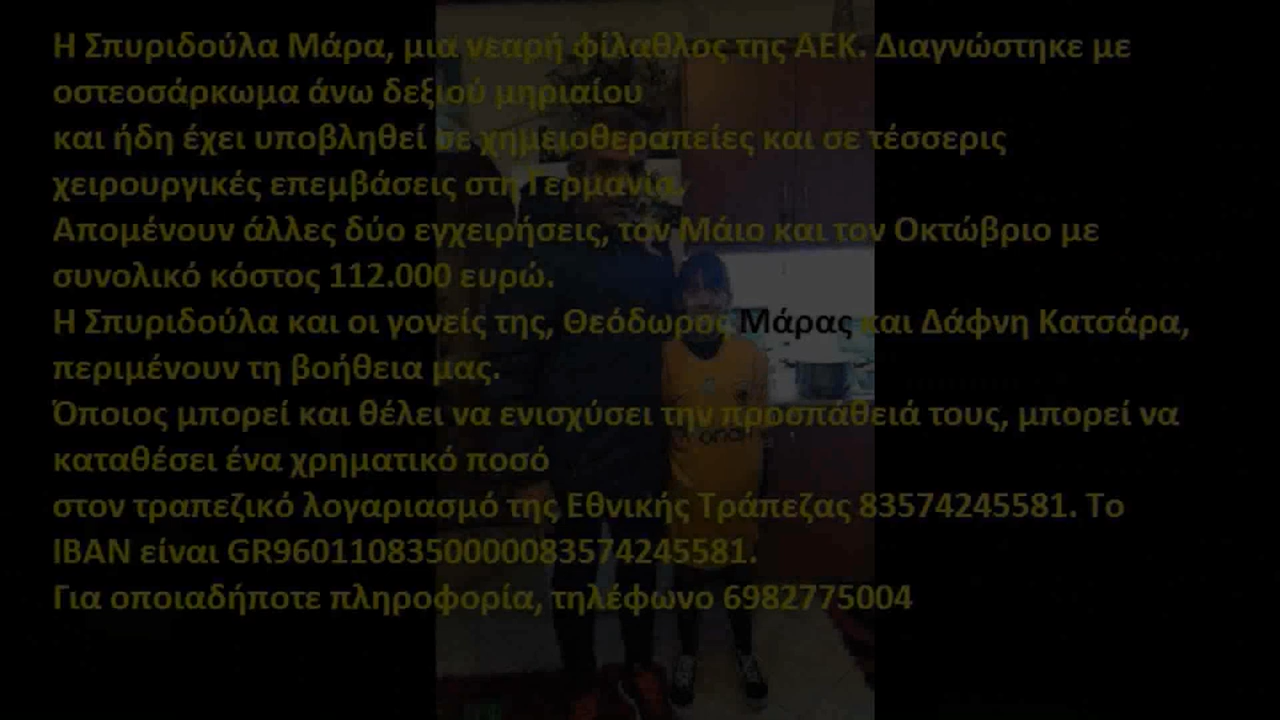 Η Σπυριδούλα Μάρα, μια νεαρή φίλαθλος της ΑΕΚ. Διαγνώστηκε με
οστεοσάρκωμα άνω δεξιού μηριαίου
και ήδη έχει υποβληθεί σε χημειοθεραπείες και σε τέσσερις
χειρουργικές επεμβάσεις στη Γερμανία.
Απομένουν άλλες δύο εγχειρήσεις, τον Μάιο και τον Οκτώβριο με
συνολικό κόστος 112.000 ευρώ.
Η Σπυριδούλα και οι γονείς της, Θεόδωρος Μάρας και Δάφνη Κατσάρα,
περιμένουν τη βοήθεια μας.
Όποιος μπορεί και θέλει να ενισχύσει την προσπάθειά τους, μπορεί να
καταθέσει ένα χρηματικό ποσό
στον τραπεζικό λογαριασμό της Εθνικής Τράπεζας 83574245581. Το
IBAN είναι GR9601108350000083574245581.
Για οποιαδήποτε πληροφορία, τηλέφωνο 6982775004